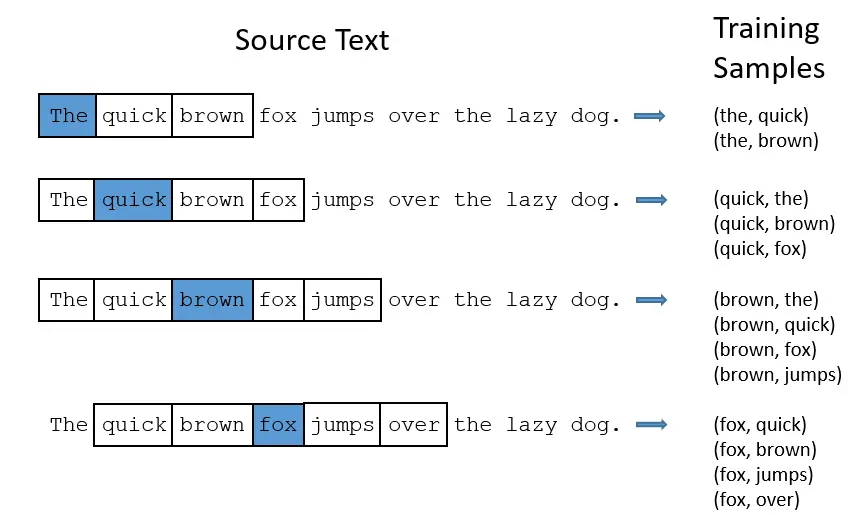 Source Text
Training
Samples
The quick brown fox jumps over the lazy dog.
(the, quick)
(the, brown)
The quick brown fox jumps over the lazy dog.
(quick, the)
(quick, brown)
(quick, fox)
The quick brown fox jumps over the lazy dog.
(brown, the)
(brown, quick)
(brown, fox)
(brown, jumps)
The quick brown fox jumps over the lazy dog.
(fox, quick)
(fox, brown)
(fox, jumps)
(fox, over)